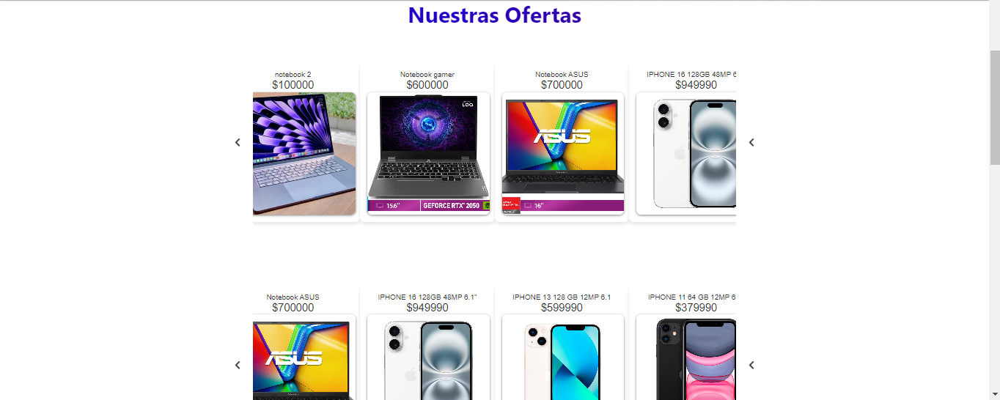 Nuestras Ofertas
notebook 2
$100000
Notebook gamer
$600000
LOQ
15.6"
GEFORCE RTX™ 2050
Notebook ASUS
$700000
ASUS
16"
IPHONE 16 128GB 48MP 6
$949990
Notebook ASUS
$700000
ASUS
IPHONE 16 128GB 48MP 6.1"
$949990
IPHONE 13 128 GB 12MP 6.1
$599990
IPHONE 11 64 GB 12MP 6
$379990